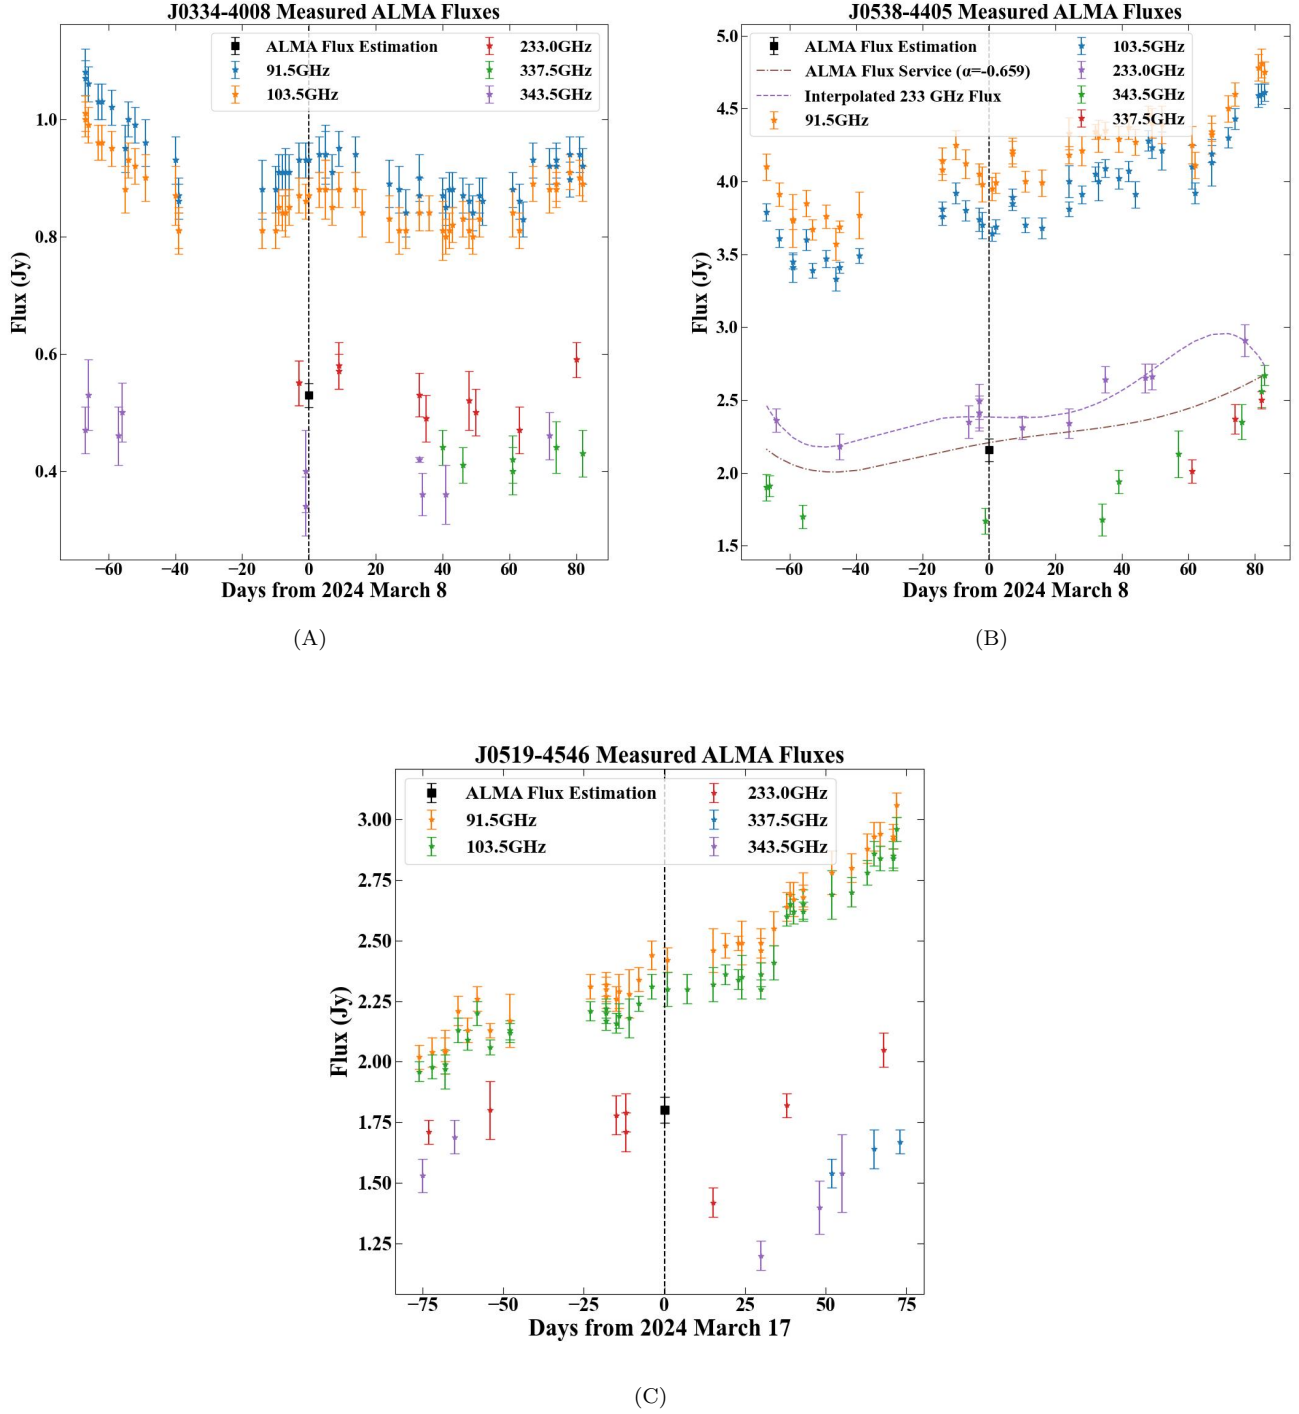 J0334-4008 Measured ALMA Fluxes
ALMA Flux Estimation
91.5GHz
103.5GHz
233.0GHz
337.5GHz
343.5GHz
Flux (Jy)
1.0
0.8
0.6
0.4
−60 −40 −20 0 20 40 60 80
Days from 2024 March 8
(A)
J0538-4405 Measured ALMA Fluxes
ALMA Flux Estimation
ALMA Flux Service (α=-0.659)
Interpolated 233 GHz Flux
91.5GHz
103.5GHz
233.0GHz
343.5GHz
337.5GHz
Flux (Jy)
5.0
4.5
4.0
3.5
3.0
2.5
2.0
1.5
−60 −40 −20 0 20 40 60 80
Days from 2024 March 8
(B)
J0519-4546 Measured ALMA Fluxes
ALMA Flux Estimation
91.5GHz
103.5GHz
233.0GHz
337.5GHz
343.5GHz
Flux (Jy)
3.00
2.75
2.50
2.25
2.00
1.75
1.50
1.25
−75 −50 −25 0 25 50 75
Days from 2024 March 17
(C)